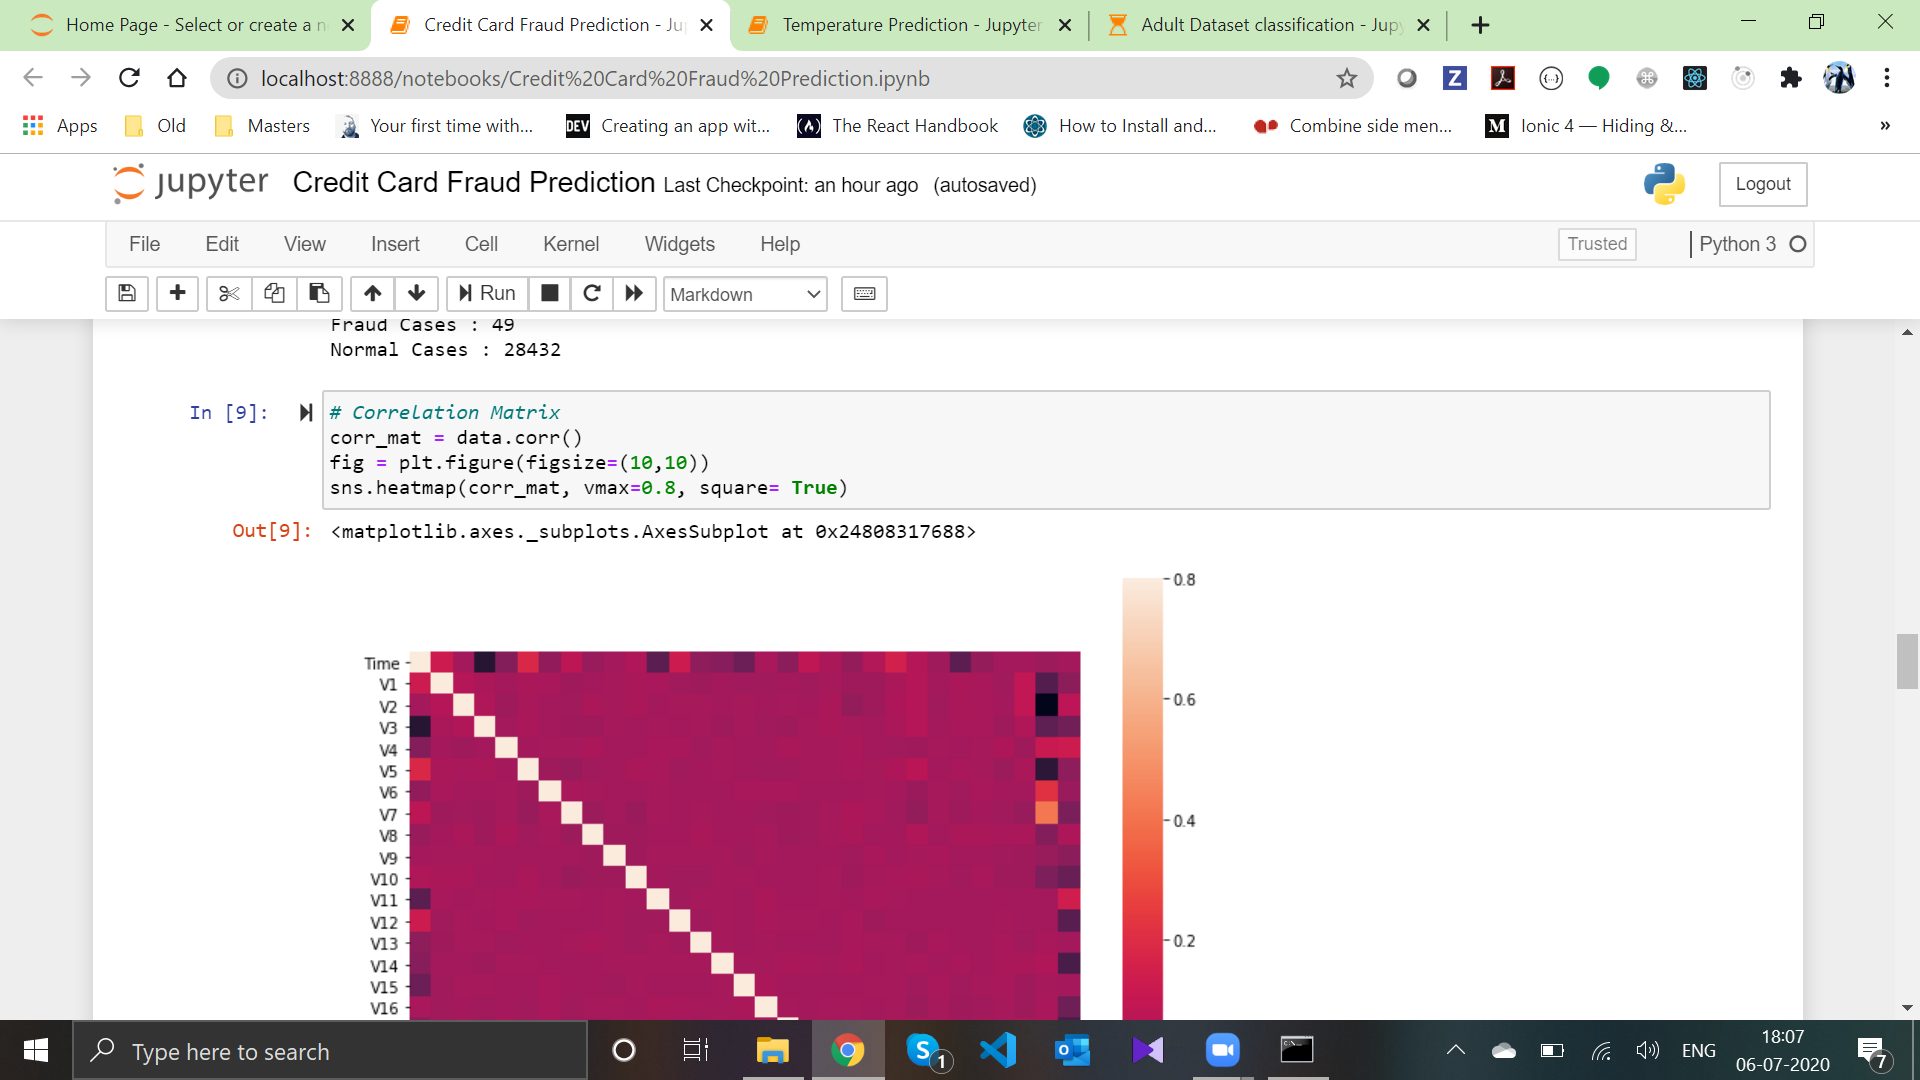 Home Page - Select or create a n
Credit Card Fraud Prediction - Ju
Temperature Prediction - Jupyter
Adult Dataset classification - Jup
localhost:8888/notebooks/Credit%20Card%20Fraud%20Prediction.ipynb
Apps
Old
Masters
Your first time with...
DEV Creating an app wit...
The React Handbook
How to Install and...
Combine side men...
M Ionic 4 — Hiding &...
»
jupyter Credit Card Fraud Prediction Last Checkpoint: an hour ago (autosaved)
Logout
File Edit View Insert Cell Kernel Widgets Help
Trusted
Python 3
Run
Markdown
Fraud Cases : 49
Normal Cases : 28432
In [9]:
# Correlation Matrix
corr_mat = data.corr()
fig = plt.figure(figsize=(10,10))
sns.heatmap(corr_mat, vmax=0.8, square= True)
Out[9]: <matplotlib.axes._subplots.AxesSubplot at 0x24808317688>
0.8
0.6
0.4
0.2
Time
V1
V2
V3
V4
V5
V6
V7
V8
V9
V10
V11
V12
V13
V14
V15
V16
Type here to search
1
ENG
18:07
06-07-2020
7